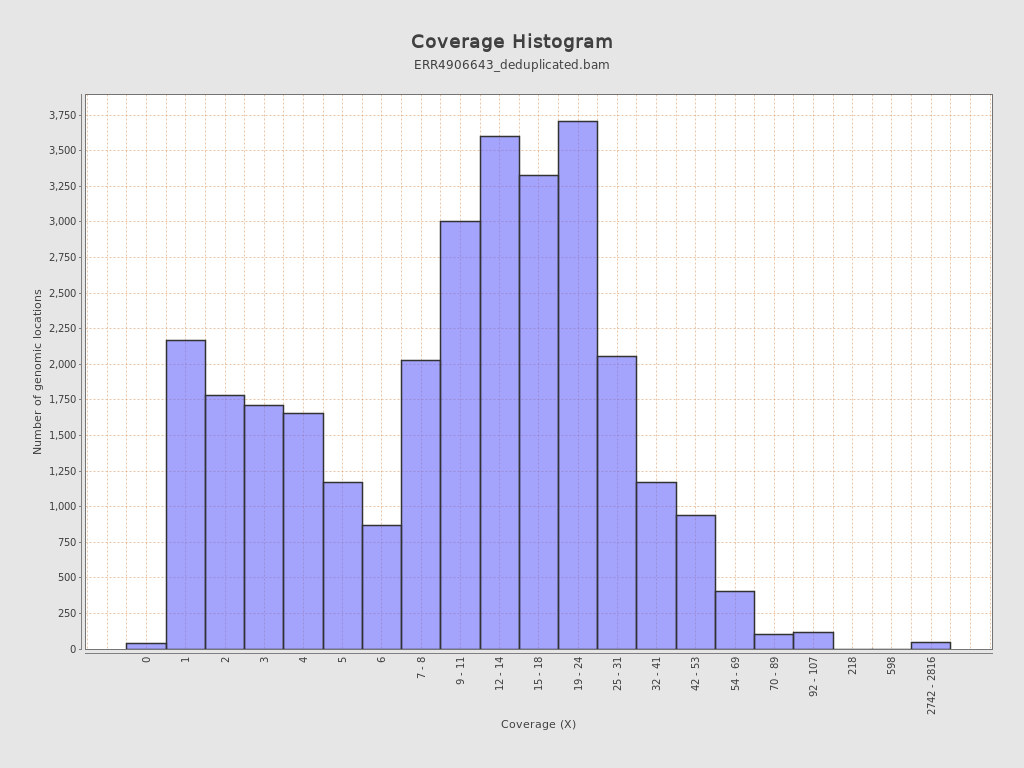 Coverage Histogram
ERR4906643_deduplicated.bam
Number of genomic locations
3,750
3,500
3,250
3,000
2,750
2,500
2,250
2,000
1,750
1,500
1,250
1,000
750
500
250
0
0
1
2
3
4
5
6
7 - 8
9 - 11
12 - 14
15 - 18
19 - 24
25 - 31
32 - 41
42 - 53
54 - 69
70 - 89
92 - 107
218
598
2742 - 2816
Coverage (X)